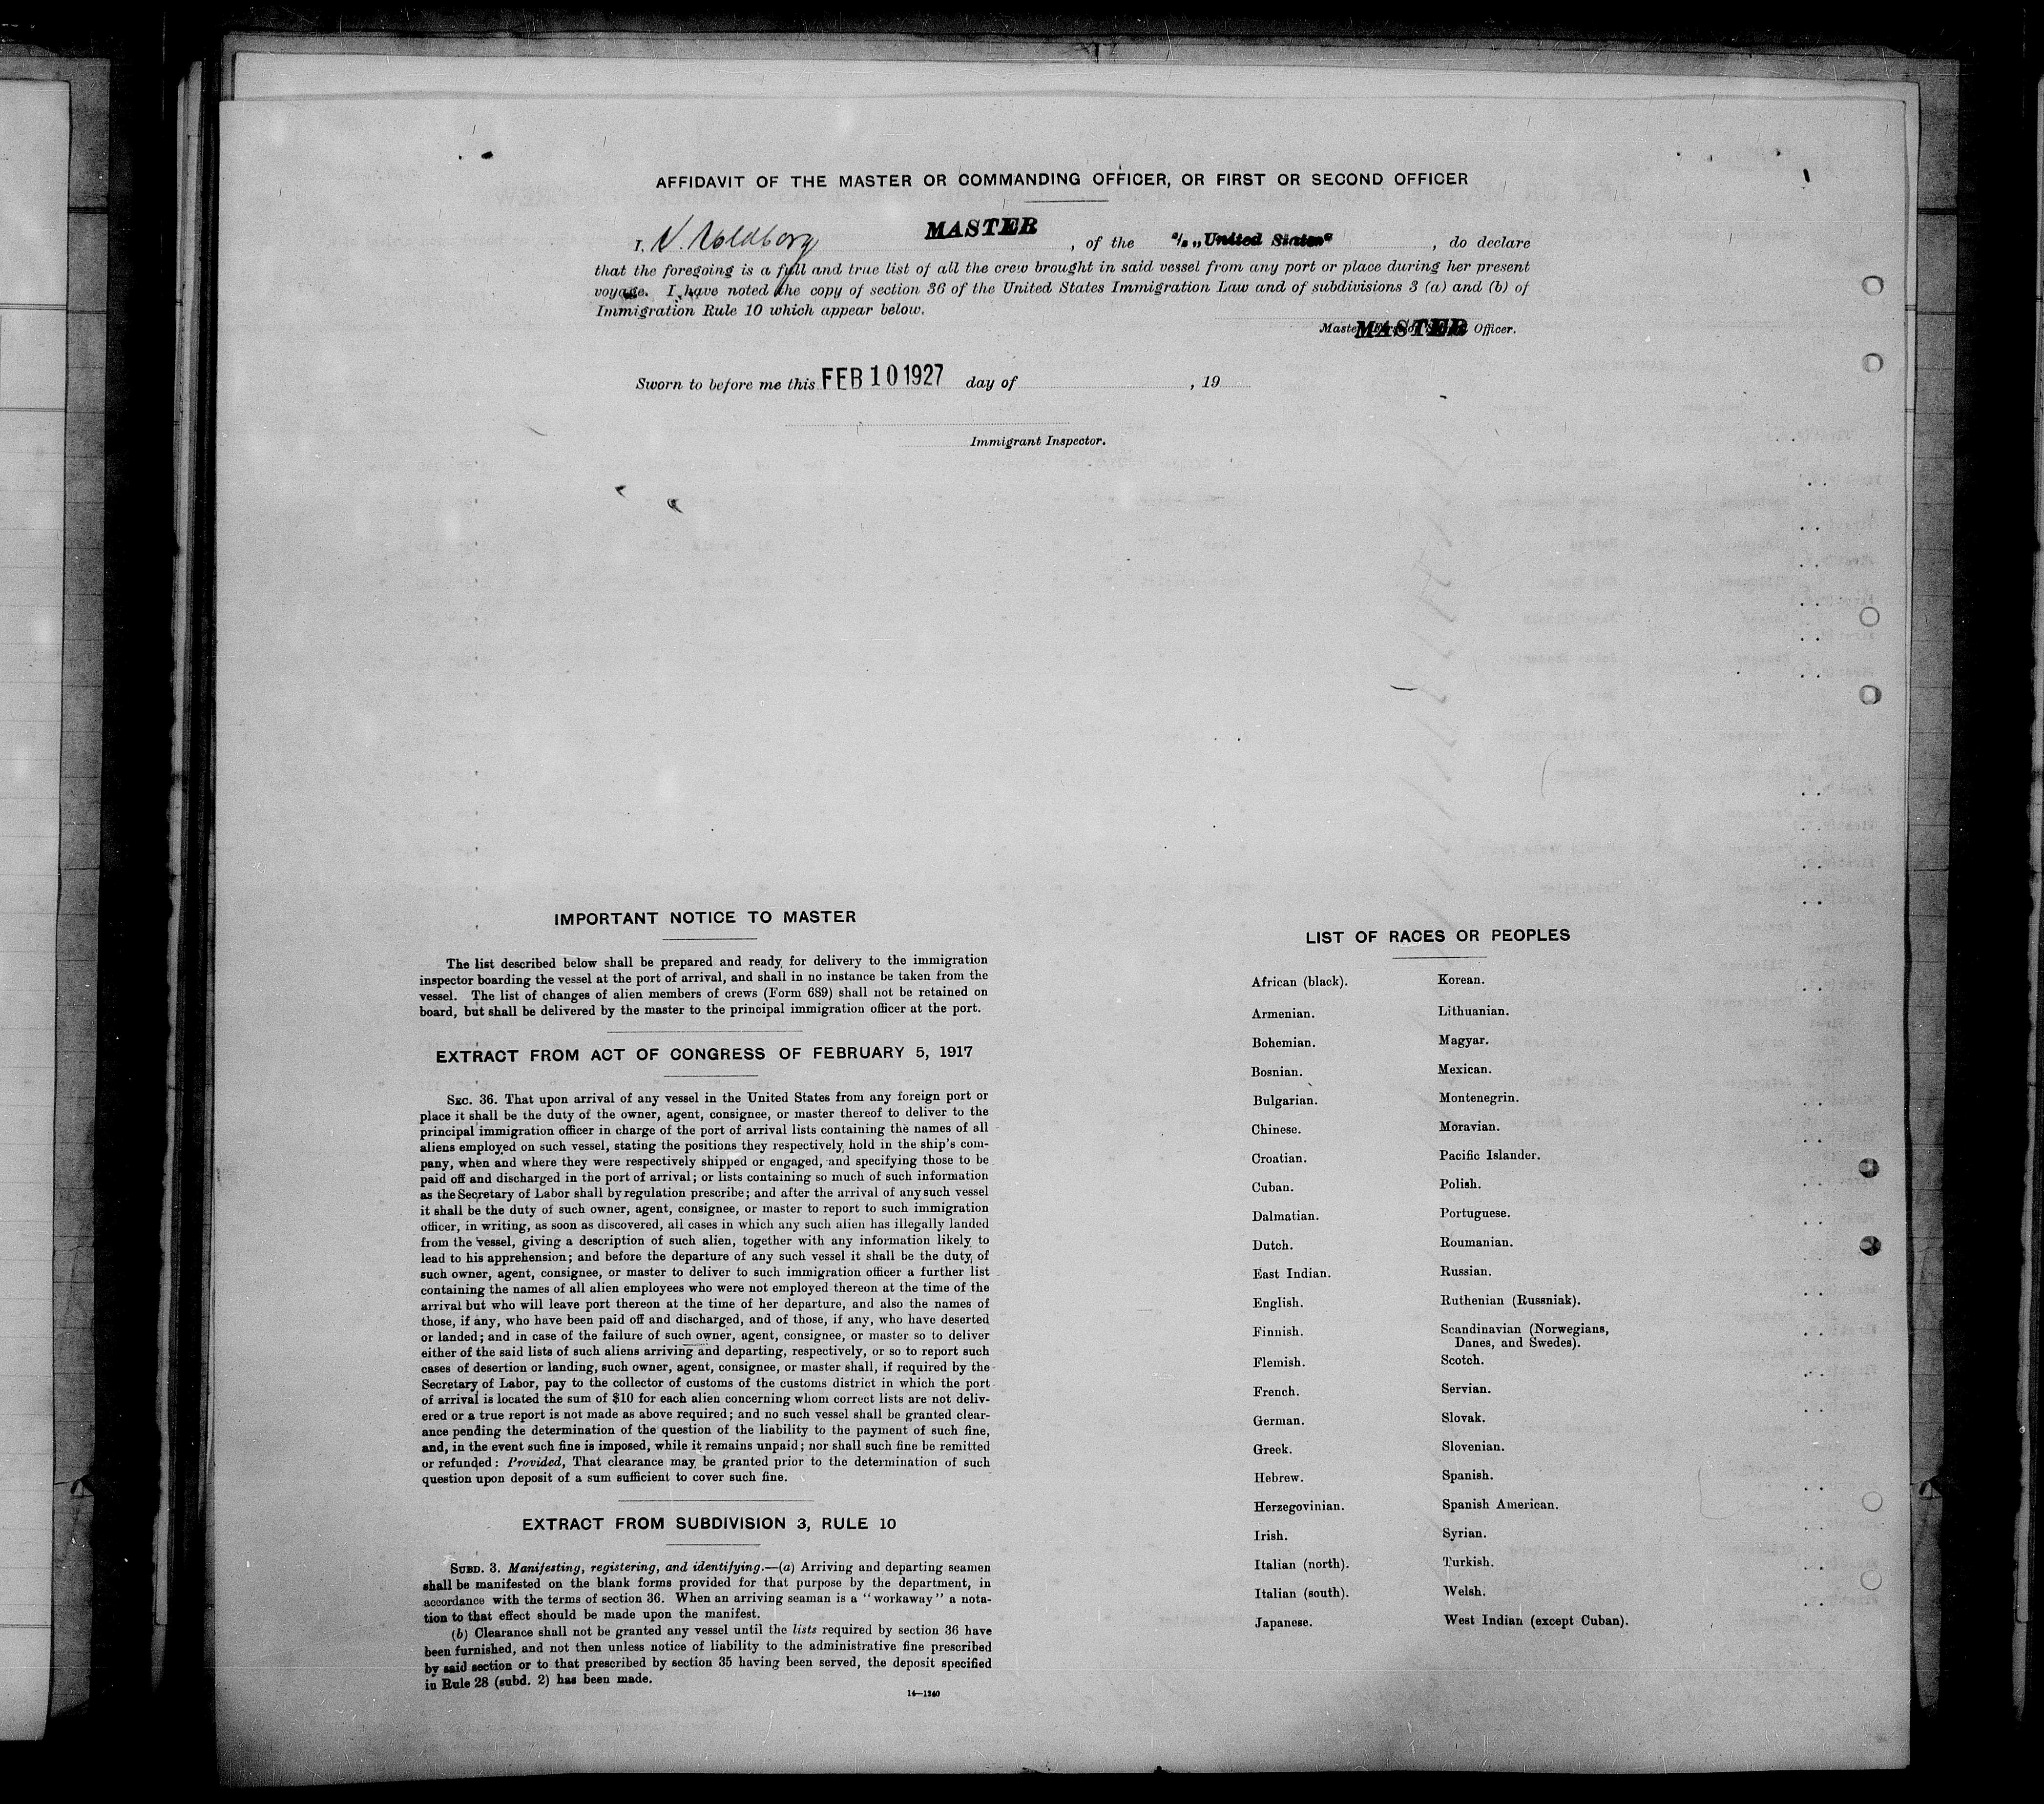 AFFIDAVIT OF THE MASTER OR COMMANDING OFFICER, OR FIRST OR SECOND OFFICER
I, MASTER, of the S/S „United States“, do declare
that the foregoing is a full and true list of all the crew brought in said vessel from any port or place during her present
voyage. I have noted the copy of section 36 of the United States Immigration Law and of subdivisions 3 (a) and (b) of
Immigration Rule 10 which appear below.
MASTER Officer.
Sworn to before me this FEB 10 1927 day of , 19
Immigrant Inspector.
IMPORTANT NOTICE TO MASTER
The list described below shall be prepared and ready for delivery to the immigration
inspector boarding the vessel at the port of arrival, and shall in no instance be taken from the
vessel. The list of changes of alien members of crews (Form 689) shall not be retained on
board, but shall be delivered by the master to the principal immigration officer at the port.
EXTRACT FROM ACT OF CONGRESS OF FEBRUARY 5, 1917
SEC. 36. That upon arrival of any vessel in the United States from any foreign port or
place it shall be the duty of the owner, agent, consignee, or master thereof to deliver to the
principal immigration officer in charge of the port of arrival lists containing the names of all
aliens employed on such vessel, stating the positions they respectively hold in the ship's com-
pany, when and where they were respectively shipped or engaged, and specifying those to be
paid off and discharged in the port of arrival; or lists containing so much of such information
as the Secretary of Labor shall by regulation prescribe; and after the arrival of any such vessel
it shall be the duty of such owner, agent, consignee, or master to report to such immigration
officer, in writing, as soon as discovered, all cases in which any such alien has illegally landed
from the vessel, giving a description of such alien, together with any information likely to
lead to his apprehension; and before the departure of any such vessel it shall be the duty of
such owner, agent, consignee, or master to deliver to such immigration officer a further list
containing the names of all alien employees who were not employed thereon at the time of the
arrival but who will leave port thereon at the time of her departure, and also the names of
those, if any, who have been paid off and discharged, and of those, if any, who have deserted
or landed; and in case of the failure of such owner, agent, consignee, or master so to deliver
either of the said lists of such aliens arriving and departing, respectively, or so to report such
cases of desertion or landing, such owner, agent, consignee, or master shall, if required by the
Secretary of Labor, pay to the collector of customs of the customs district in which the port
of arrival is located the sum of $10 for each alien concerning whom correct lists are not deliv-
ered or a true report is not made as above required; and no such vessel shall be granted clear-
ance pending the determination of the question of the liability to the payment of such fine,
and, in the event such fine is imposed, while it remains unpaid; nor shall such fine be remitted
or refunded: Provided, That clearance may be granted prior to the determination of such
question upon deposit of a sum sufficient to cover such fine.
EXTRACT FROM SUBDIVISION 3, RULE 10
SUBD. 3. Manifesting, registering, and identifying.—(a) Arriving and departing seamen
shall be manifested on the blank forms provided for that purpose by the department, in
accordance with the terms of section 36. When an arriving seaman is a "workaway" a nota-
tion to that effect should be made upon the manifest.
(b) Clearance shall not be granted any vessel until the lists required by section 36 have
been furnished, and not then unless notice of liability to the administrative fine prescribed
by said section or to that prescribed by section 35 having been served, the deposit specified
in Rule 28 (subd. 2) has been made.
14—1240
LIST OF RACES OR PEOPLES
African (black).
Armenian.
Bohemian.
Bosnian.
Bulgarian.
Chinese.
Croatian.
Cuban.
Dalmatian.
Dutch.
East Indian.
English.
Finnish.
Flemish.
French.
German.
Greek.
Hebrew.
Herzegovinian.
Irish.
Italian (north).
Italian (south).
Japanese.
Korean.
Lithuanian.
Magyar.
Mexican.
Montenegrin.
Moravian.
Pacific Islander.
Polish.
Portuguese.
Roumanian.
Russian.
Ruthenian (Russniak).
Scandinavian (Norwegians,
Danes, and Swedes).
Scotch.
Servian.
Slovak.
Slovenian.
Spanish.
Spanish American.
Syrian.
Turkish.
Welsh.
West Indian (except Cuban).